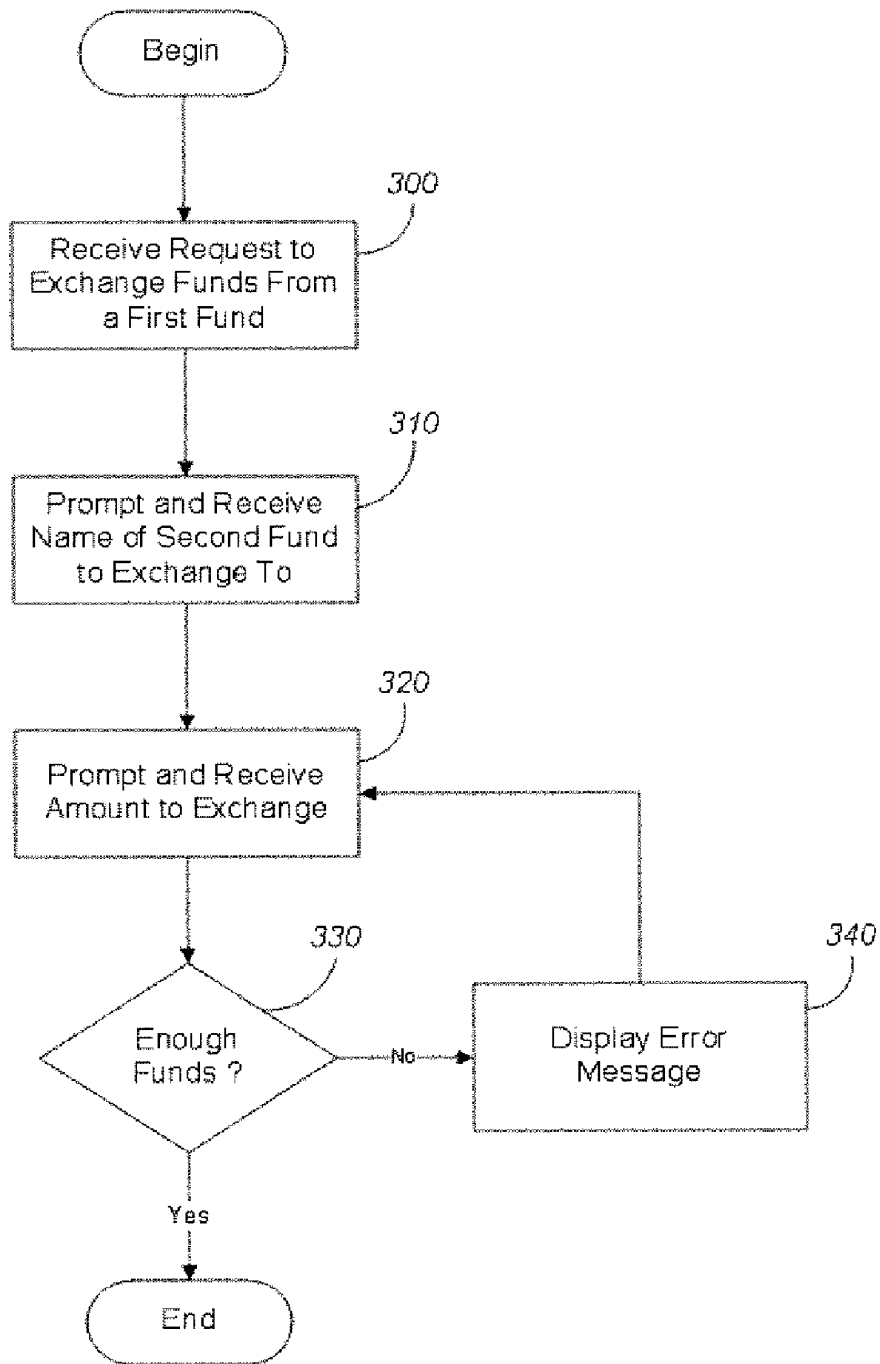 Begin
300
Receive Request to
Exchange Funds From
a First Fund
310
Prompt and Receive
Name of Second Fund
to Exchange To
320
Prompt and Receive
Amount to Exchange
330
Enough
Funds ?
No
340
Display Error
Message
Yes
End